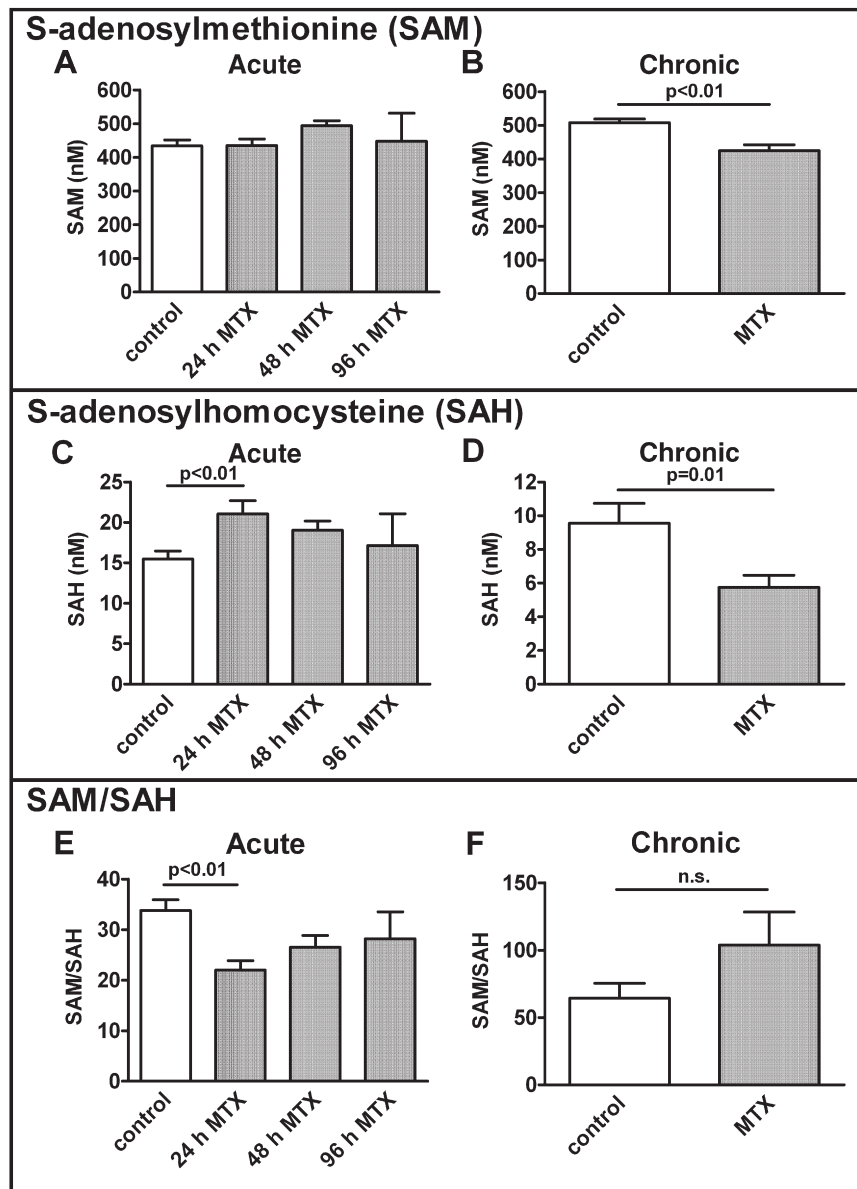 S-adenosylmethionine (SAM)
A
Acute
SAM (nM)
600
500
400
300
200
100
0
control
24 h MTX
48 h MTX
96 h MTX
B
Chronic
p<0.01
SAM (nM)
600
500
400
300
200
100
0
control
MTX
S-adenosylhomocysteine (SAH)
C
Acute
p<0.01
SAH (nM)
25
20
15
10
5
0
control
24 h MTX
48 h MTX
96 h MTX
D
Chronic
p=0.01
SAH (nM)
12
10
8
6
4
2
0
control
MTX
SAM/SAH
E
Acute
p<0.01
SAM/SAH
40
30
20
10
0
control
24 h MTX
48 h MTX
96 h MTX
F
Chronic
n.s.
SAM/SAH
150
100
50
0
control
MTX